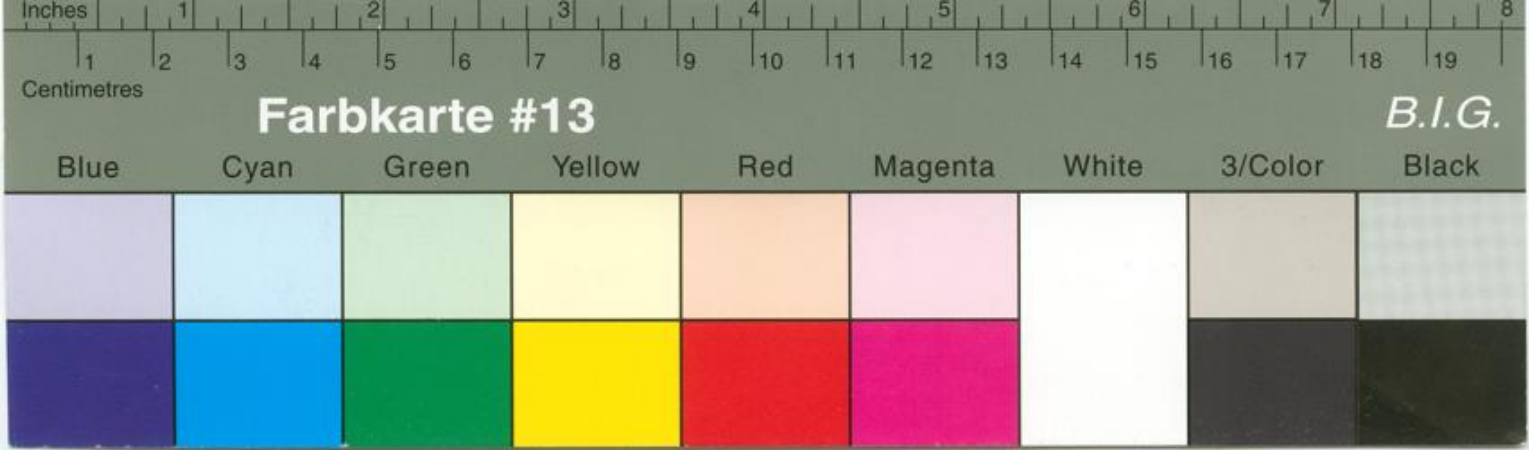 Inches 1 2 3 4 5 6 7 8
1 2 3 4 5 6 7 8 9 10 11 12 13 14 15 16 17 18 19
Centimetres
Farbkarte #13 B.I.G.
Blue Cyan Green Yellow Red Magenta White 3/Color Black